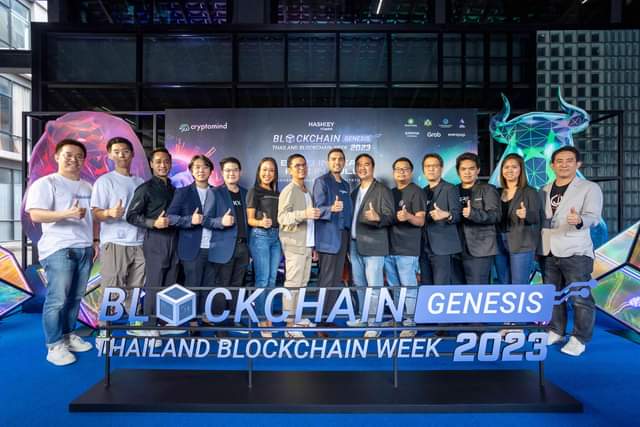 cryptomind
HASHKEY
BLOCKCHAIN GENESIS
THAILAND BLOCKCHAIN WEEK 2023
Grab
BLOCKCHAIN GENESIS
THAILAND BLOCKCHAIN WEEK 2023